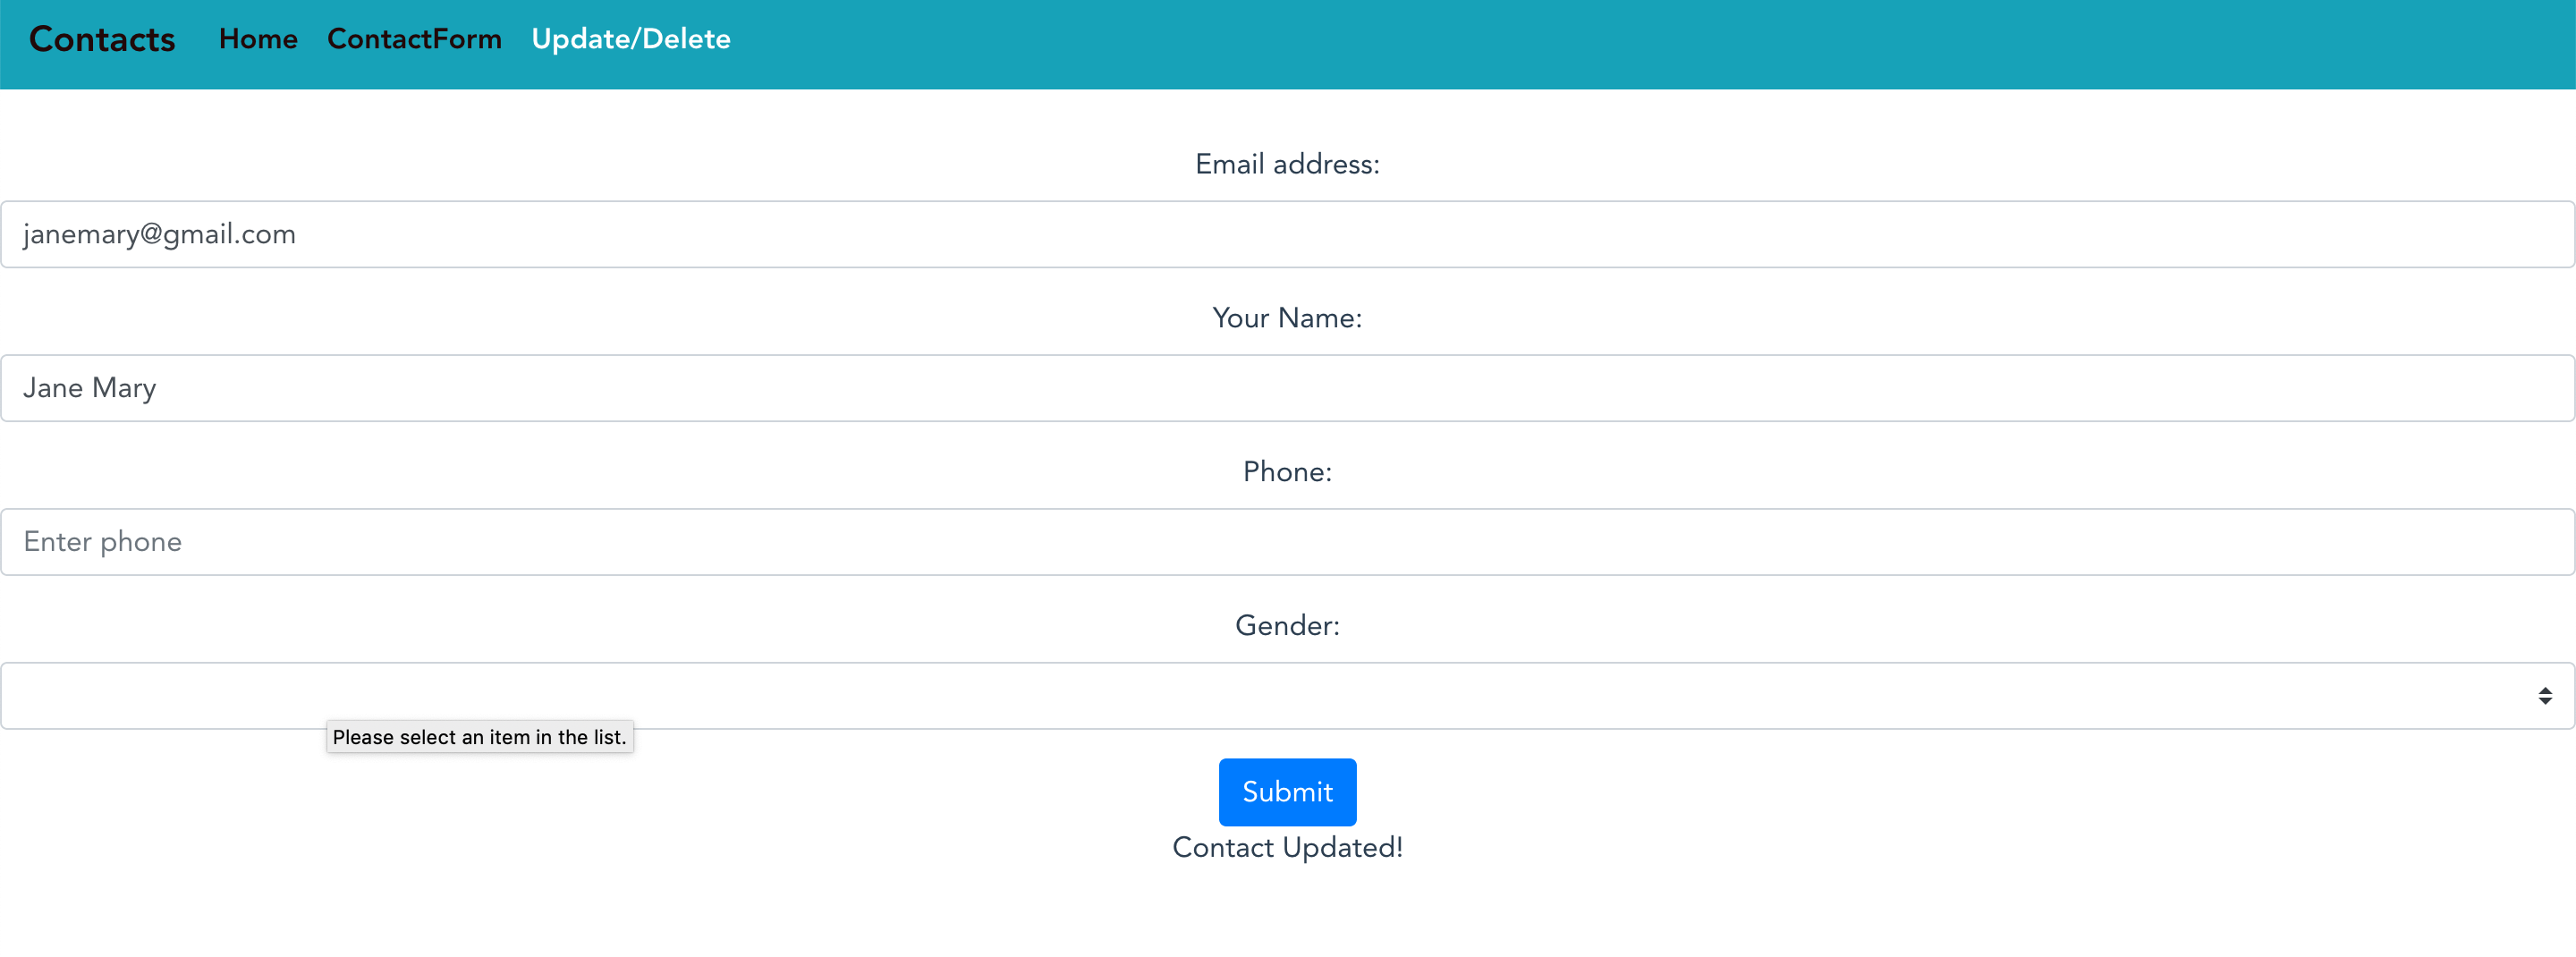 Contacts Home ContactForm Update/Delete
Email address:
janemary@gmail.com
Your Name:
Jane Mary
Phone:
Enter phone
Gender:
Please select an item in the list.
Submit
Contact Updated!